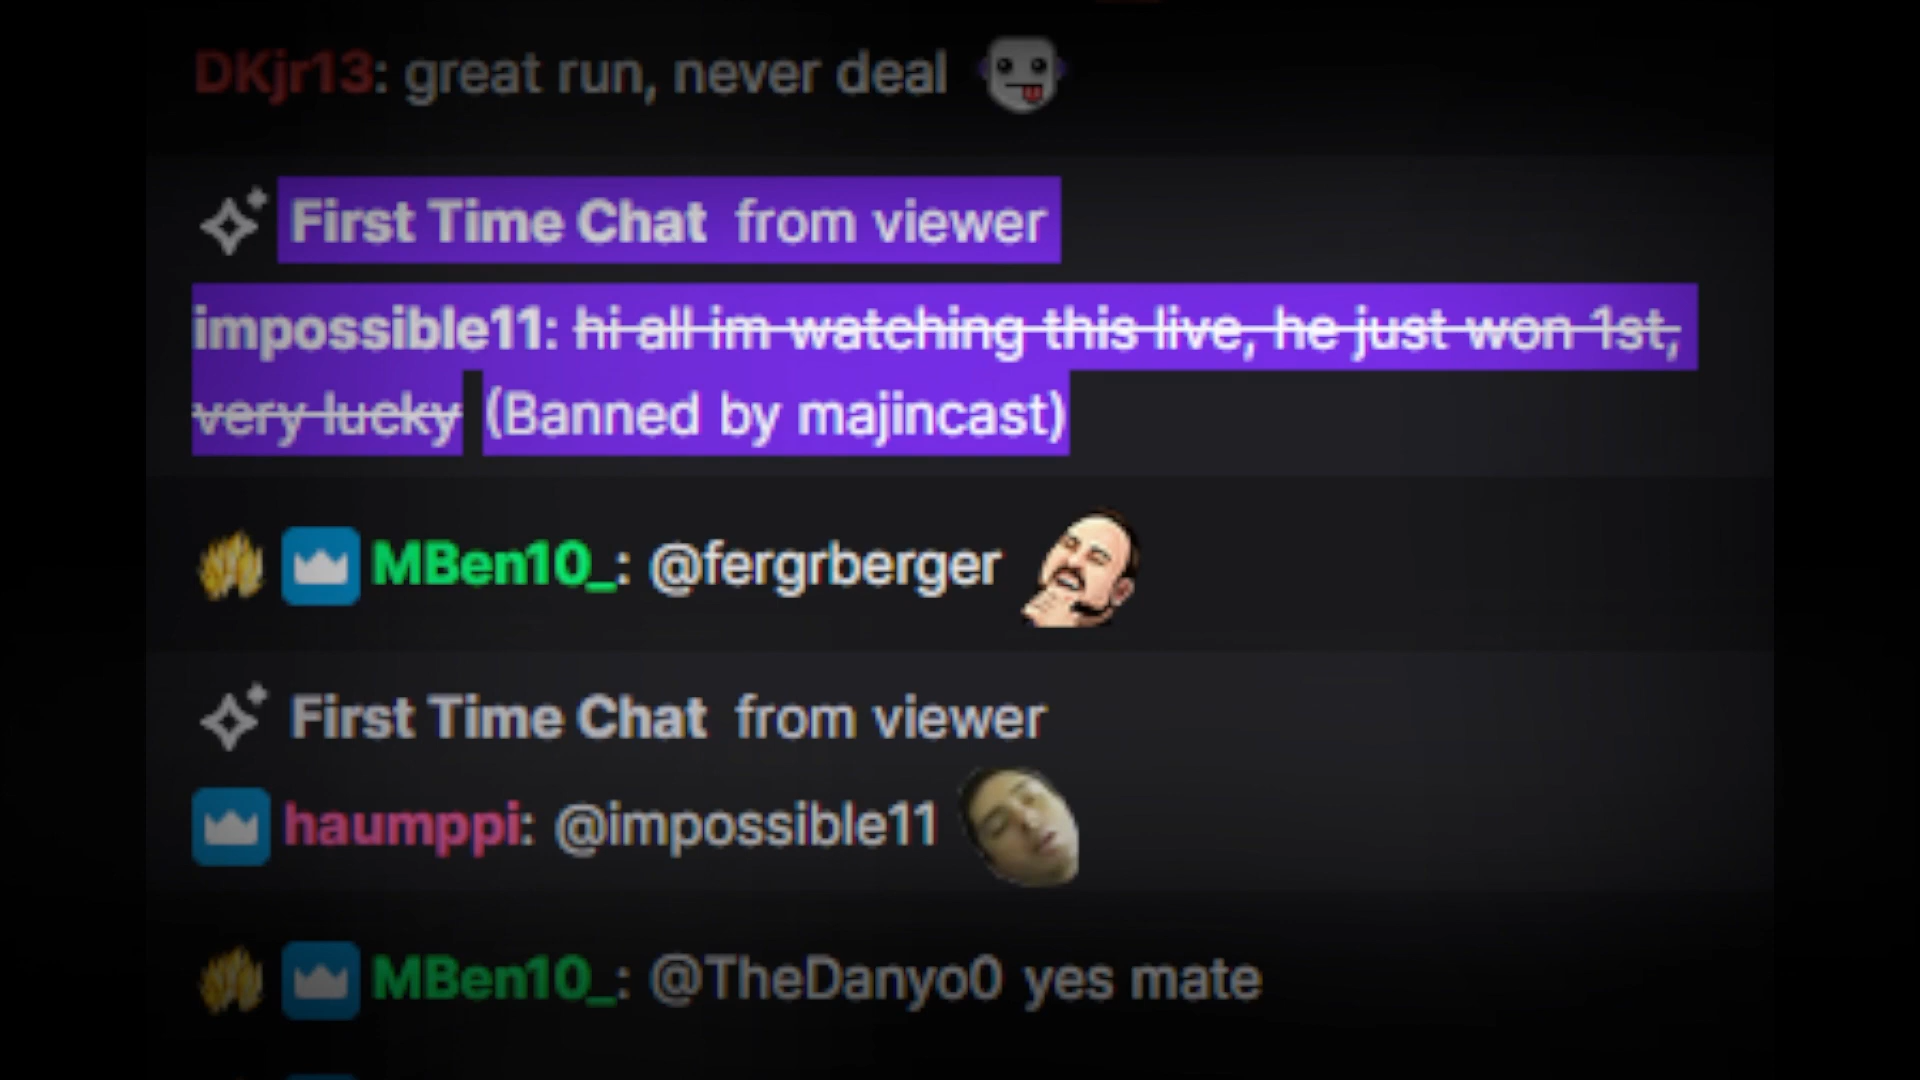 DKjr13: great run, never deal
First Time Chat from viewer
impossible11: hi all im watching this live, he just won 1st,
very lucky (Banned by majincast)
MBen10_: @fergrberger
First Time Chat from viewer
haumppi: @impossible11
MBen10_: @TheDanyo0 yes mate